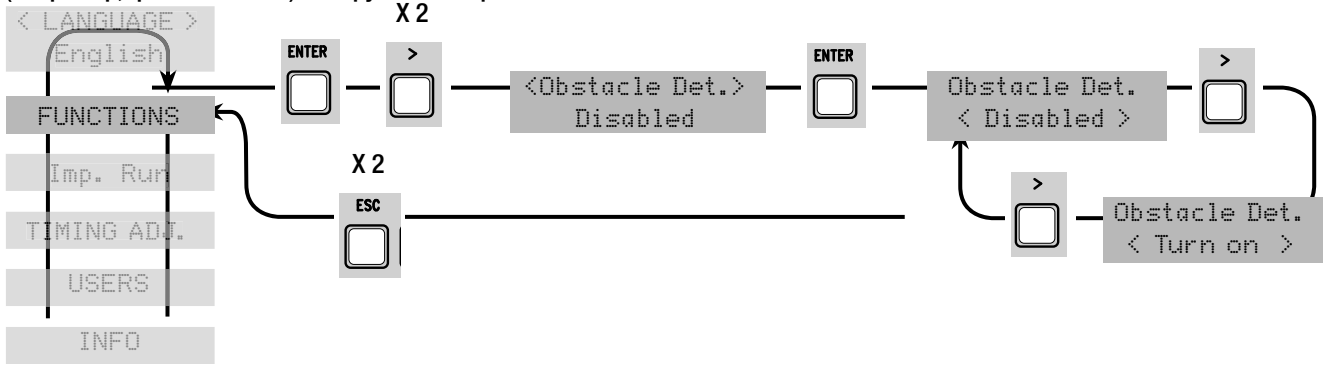 X 2
< LANGUAGE >
English
ENTER
>
<Obstacle Det.>
Disabled
ENTER
Obstacle Det.
< Disabled >
>
FUNCTIONS
Imp. Run
X 2
ESC
>
Obstacle Det.
< Turn on >
TIMING ADJ.
USERS
INFO